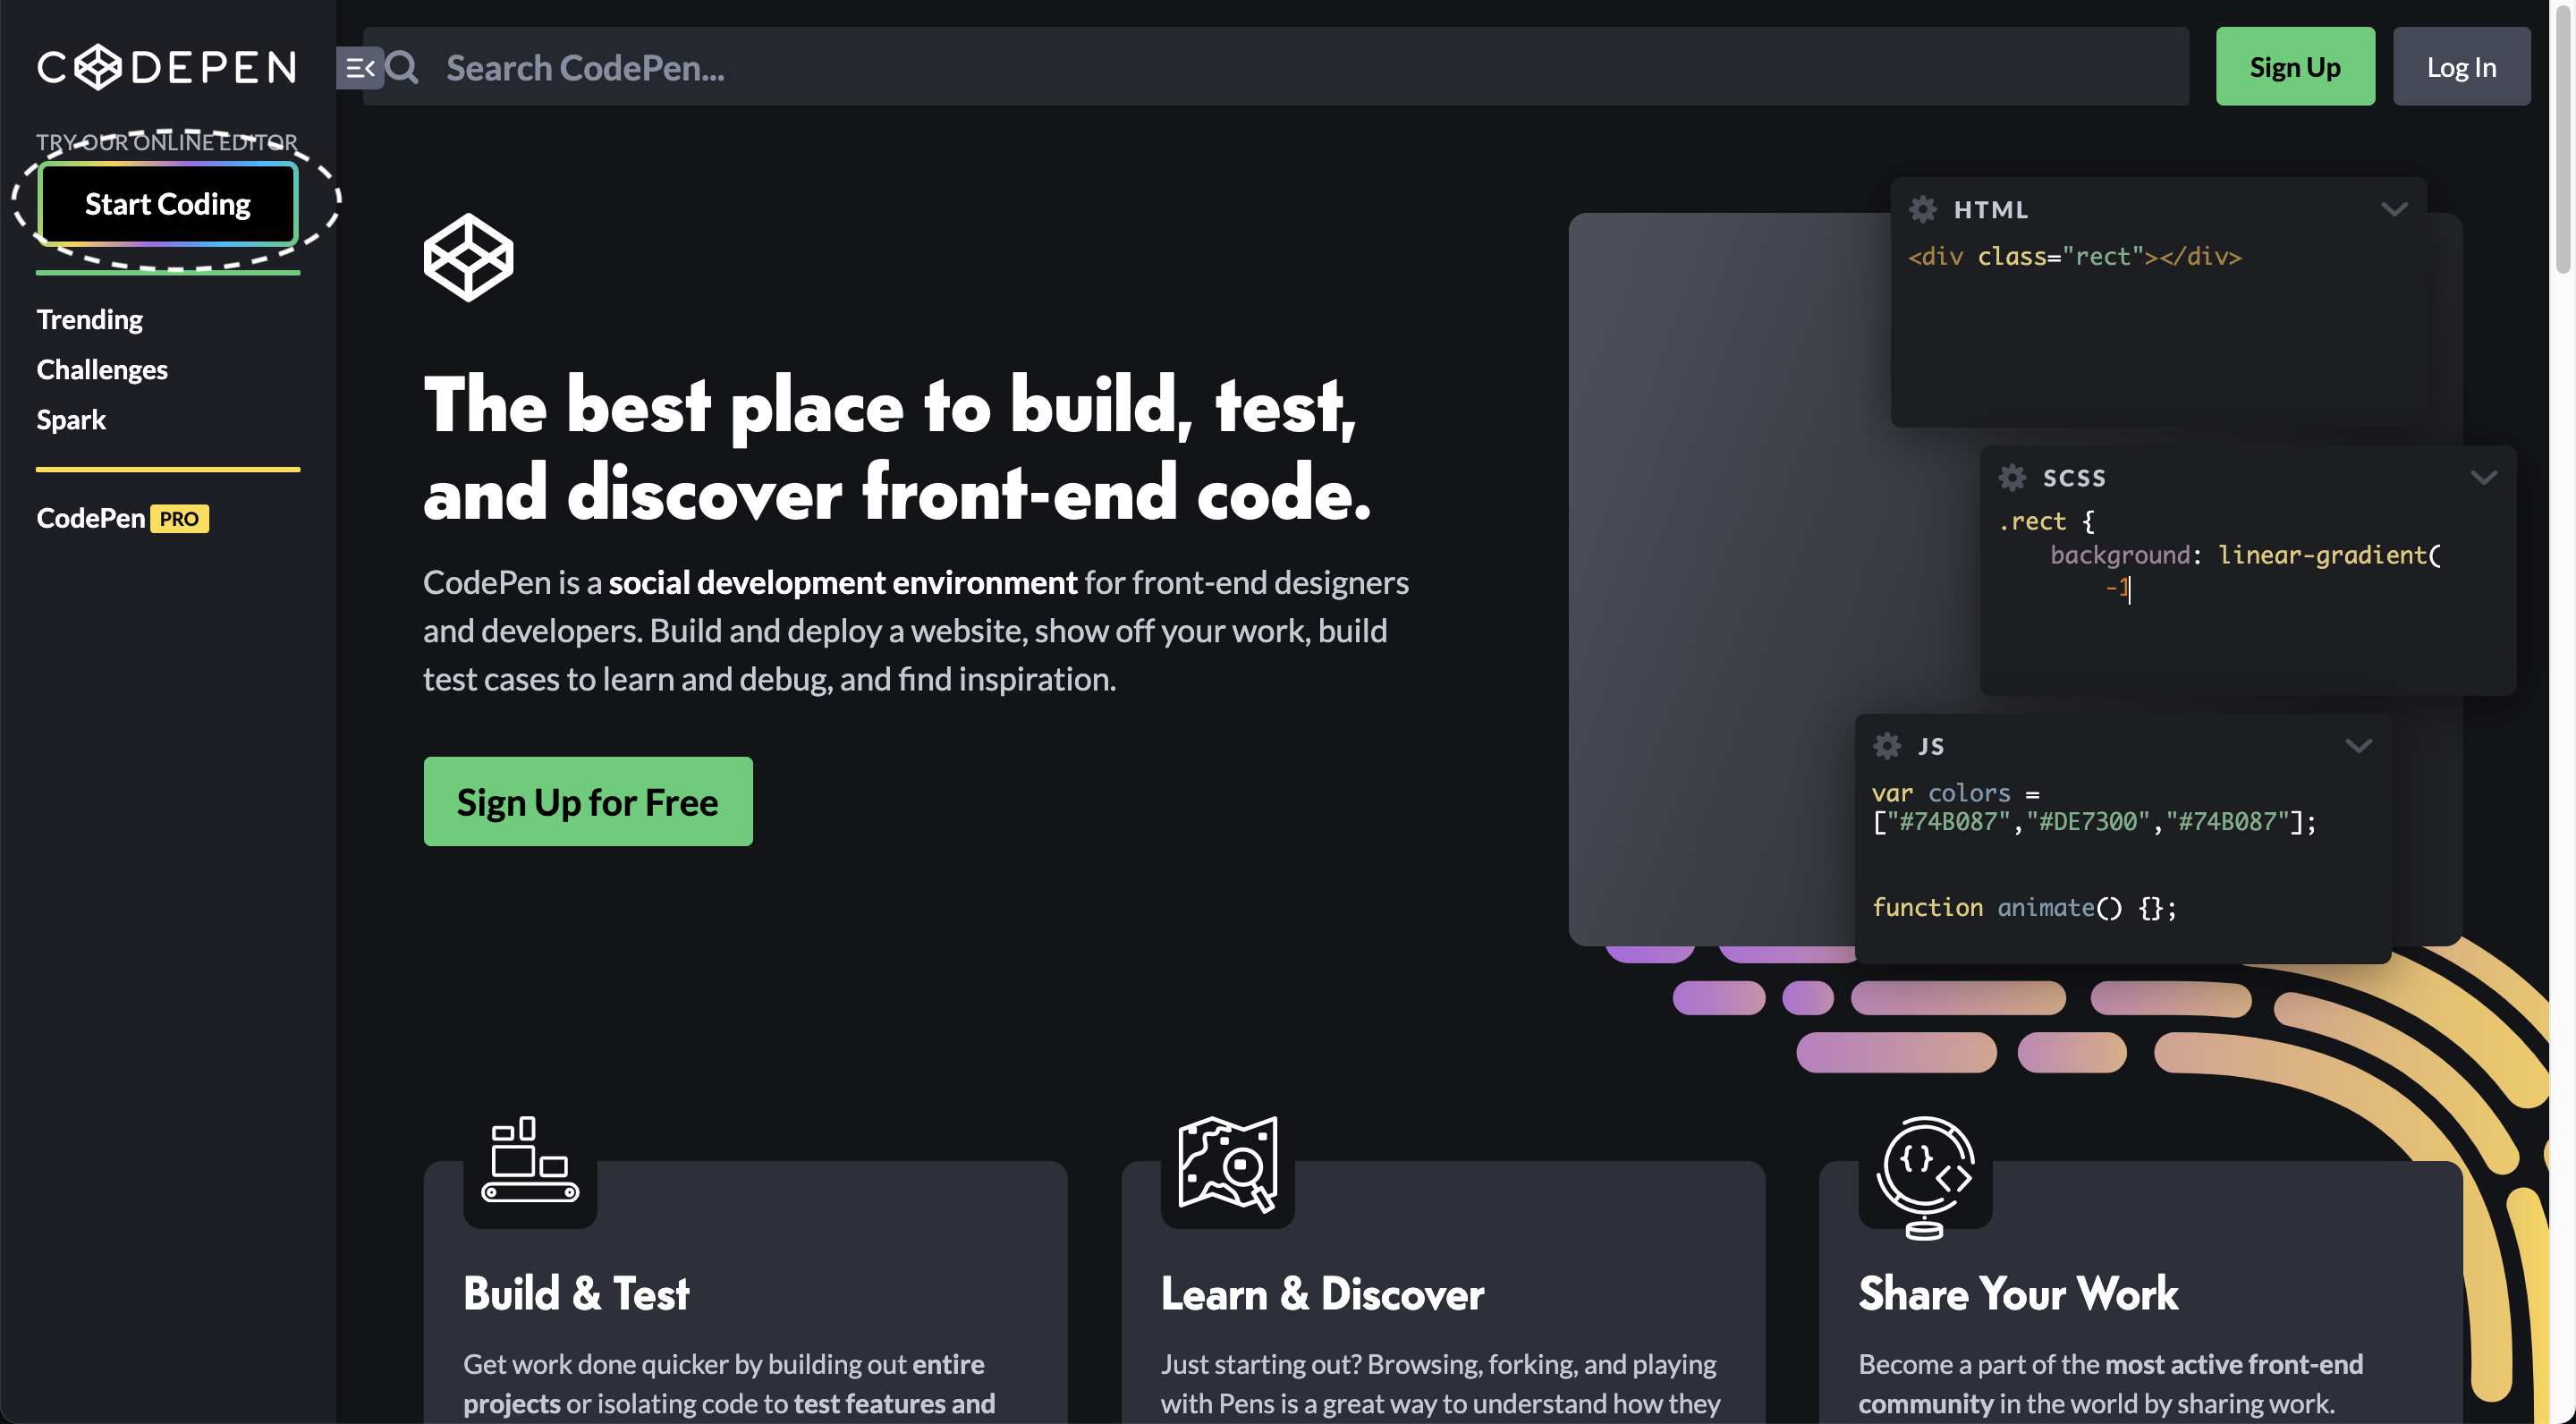 CODEPEN
Search CodePen...
Sign Up
Log In
TRY OUR ONLINE EDITOR
Start Coding
Trending
Challenges
Spark
CodePen PRO
The best place to build, test,
and discover front-end code.
CodePen is a social development environment for front-end designers
and developers. Build and deploy a website, show off your work, build
test cases to learn and debug, and find inspiration.
Sign Up for Free
HTML
<div class="rect"></div>
SCSS
.rect {
background: linear-gradient(
-1
JS
var colors =
["#74B087","#DE7300","#74B087"];
function animate() {};
Build & Test
Get work done quicker by building out entire
projects or isolating code to test features and
Learn & Discover
Just starting out? Browsing, forking, and playing
with Pens is a great way to understand how they
Share Your Work
Become a part of the most active front-end
community in the world by sharing work.